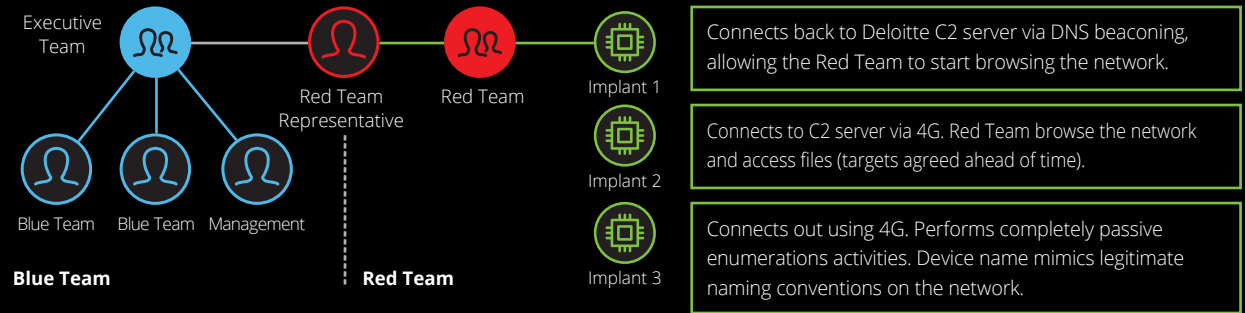 Executive
Team
Red Team
Representative
Red Team
Implant 1
Connects back to Deloitte C2 server via DNS beaconing,
allowing the Red Team to start browsing the network.
Implant 2
Connects to C2 server via 4G. Red Team browse the network
and access files (targets agreed ahead of time).
Blue Team
Blue Team
Management
Implant 3
Connects out using 4G. Performs completely passive
enumerations activities. Device name mimics legitimate
naming conventions on the network.
Blue Team
Red Team